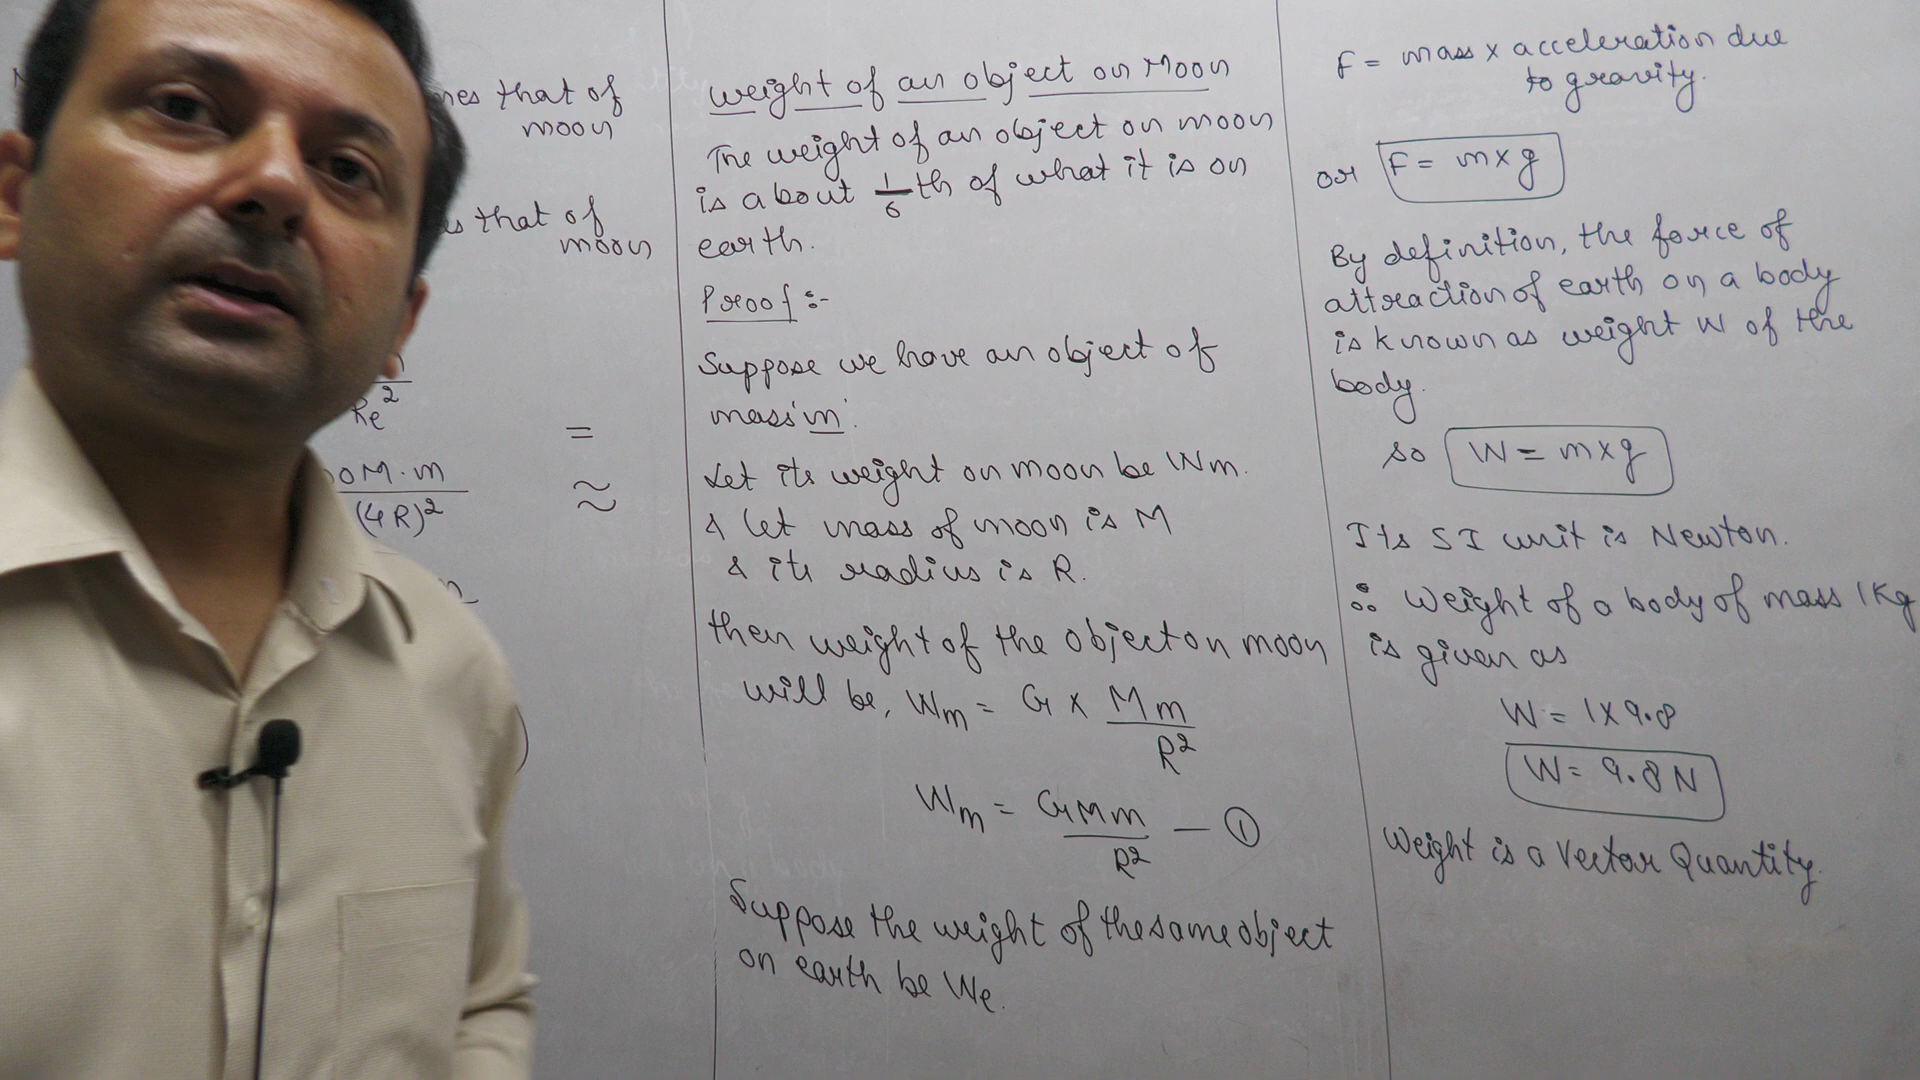 that of
moon
that of
moon
Re²
M·m
(4R)²
=
≈
Weight of an object on Moon
The weight of an object on moon
is about 1/6th of what it is on
earth.
Proof :-
Suppose we have an object of
mass 'm'.
Let its weight on moon be Wm.
& let mass of moon is M
& its radius is R.
then weight of the object on moon
will be, Wm = G × Mm/R²
Wm = GMm/R² — ①
Suppose the weight of the same object
on earth be We.
F = mass x acceleration due
to gravity.
or F = m×g
By definition, the force of
attraction of earth on a body
is known as weight W of the
body.
so W = m×g
Its SI unit is Newton.
∴ Weight of a body of mass 1Kg
is given as
W = 1×9.8
W = 9.8 N
Weight is a Vector Quantity.